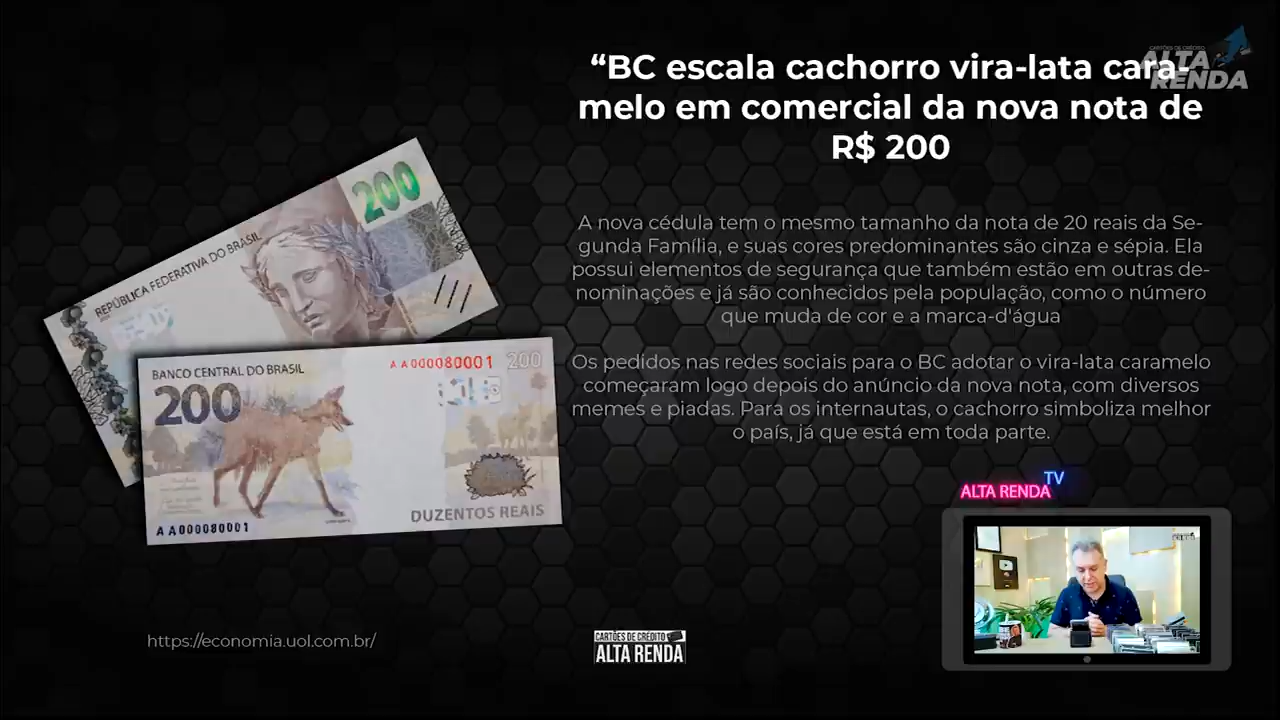 “BC escala cachorro vira-lata cara-
melo em comercial da nova nota de
R$ 200
CARTÕES DE CRÉDITO
ALTA
RENDA
A nova cédula tem o mesmo tamanho da nota de 20 reais da Se-
gunda Família, e suas cores predominantes são cinza e sépia. Ela
possui elementos de segurança que também estão em outras de-
nominações e já são conhecidos pela população, como o número
que muda de cor e a marca-d'água
Os pedidos nas redes sociais para o BC adotar o vira-lata caramelo
começaram logo depois do anúncio da nova nota, com diversos
memes e piadas. Para os internautas, o cachorro simboliza melhor
o país, já que está em toda parte.
200
REPÚBLICA FEDERATIVA DO BRASIL
BANCO CENTRAL DO BRASIL
AA000080001
200
200
AA000080001
DUZENTOS REAIS
TV
ALTA RENDA
https://economia.uol.com.br/
CARTÕES DE CRÉDITO
ALTA RENDA